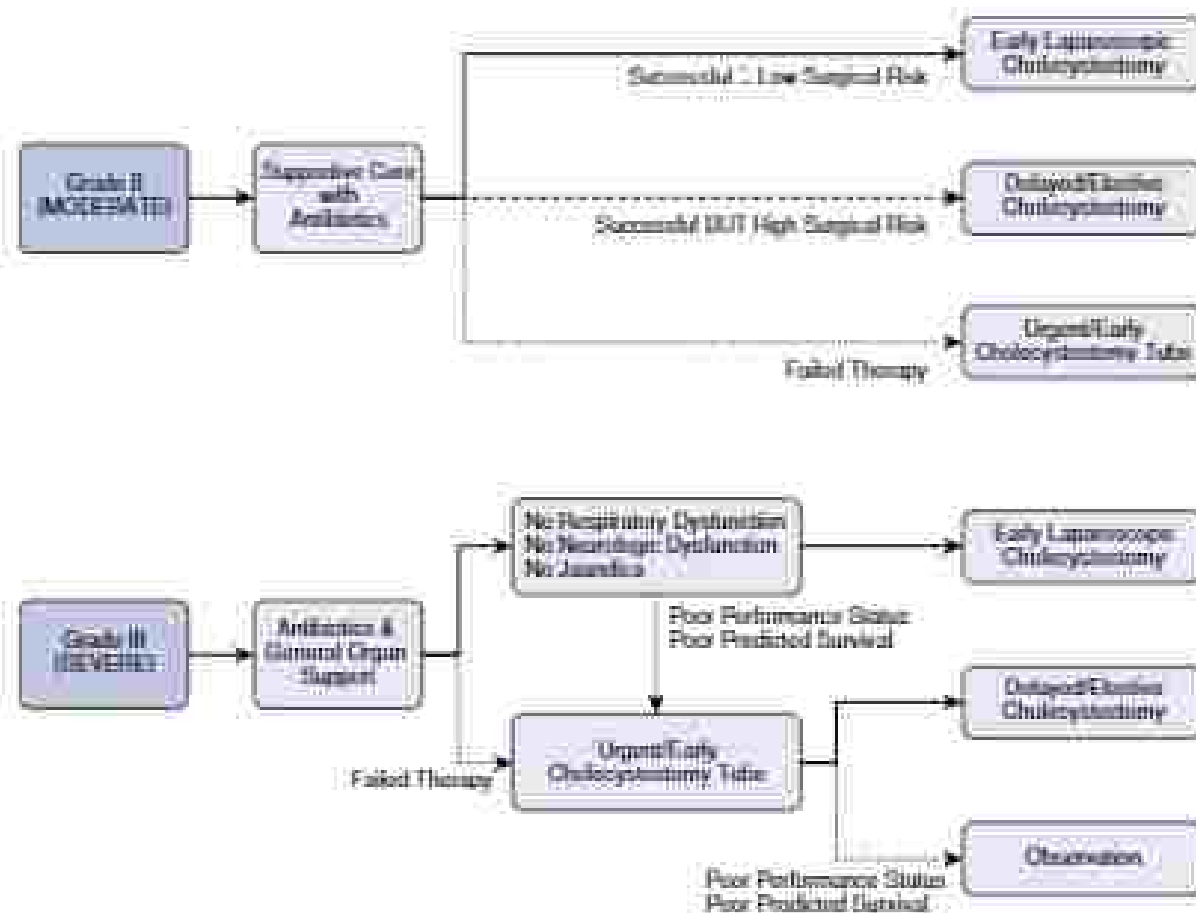 Early Laparoscopic
Cholecystectomy
Successful Low Surgical Risk
Grade II
(MODERATE)
Supportive Care
with
Antibiotics
Delayed/Elective
Cholecystectomy
Successful BUT High Surgical Risk
Urgent/Early
Cholecystostomy Tube
Failed Therapy
No Respiratory Dysfunction
No Neurologic Dysfunction
No Jaundice
Early Laparoscopic
Cholecystectomy
Poor Performance Status
Poor Predicted Survival
Grade III
(SEVERE)
Antibiotics &
General Organ
Support
Delayed/Elective
Cholecystectomy
Urgent/Early
Cholecystostomy Tube
Failed Therapy
Observation
Poor Performance Status
Poor Predicted Survival